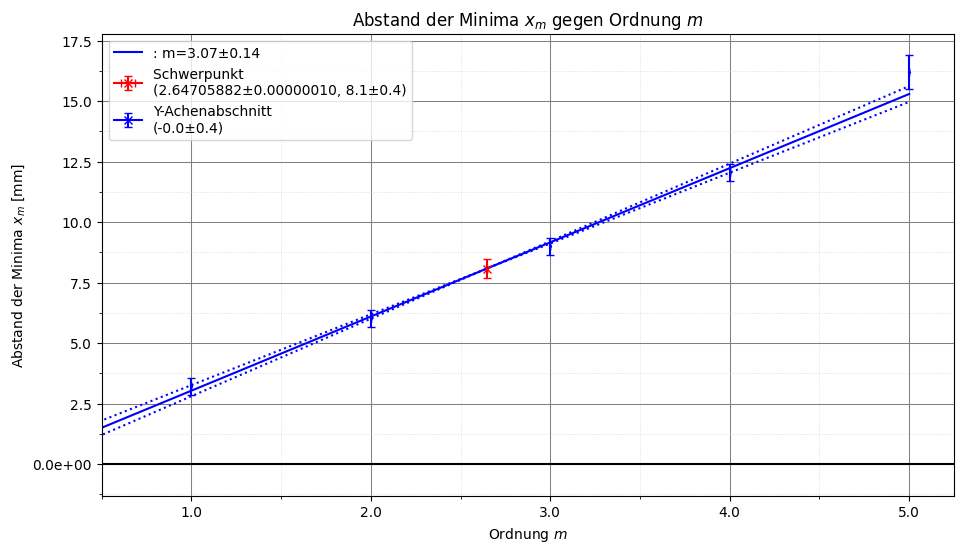 Abstand der Minima xₘ gegen Ordnung m
: m=3.07±0.14
Schwerpunkt
(2.64705882±0.00000010, 8.1±0.4)
Y-Achenabschnitt
(-0.0±0.4)
Abstand der Minima xₘ [mm]
17.5
15.0
12.5
10.0
7.5
5.0
2.5
0.0e+00
1.0 2.0 3.0 4.0 5.0
Ordnung m